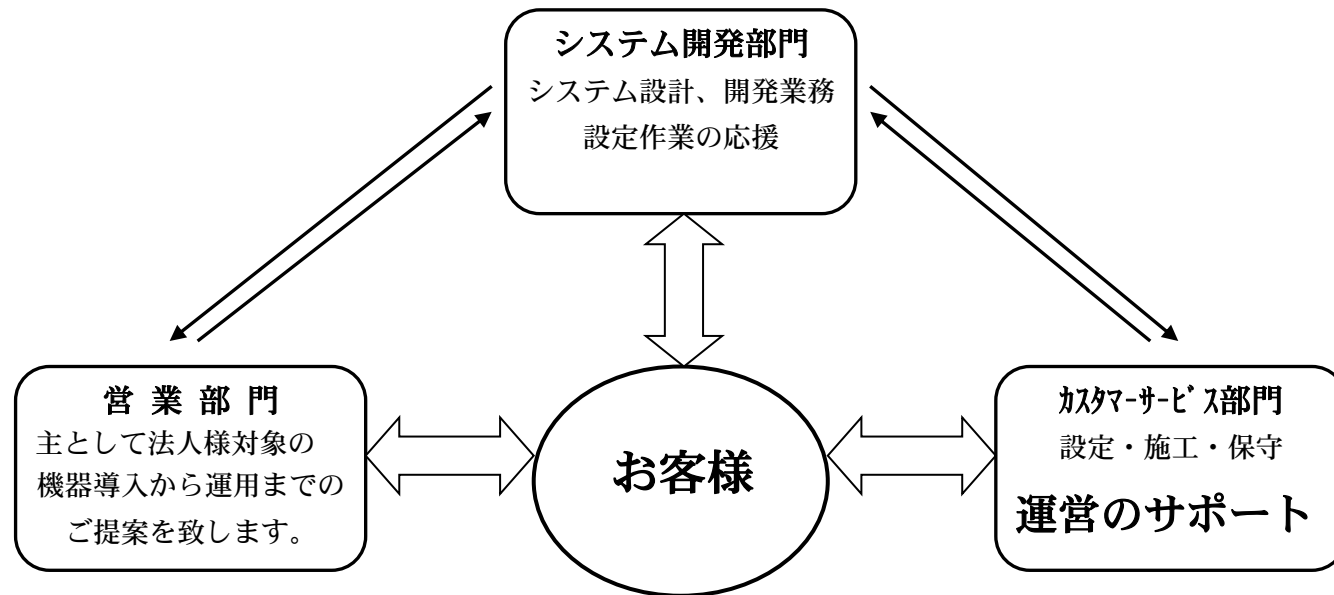 システム開発部門
システム設計、開発業務
設定作業の応援
営 業 部 門
主として法人様対象の
機器導入から運用までの
ご提案を致します。
お客様
ｶｽﾀﾏｰｻｰﾋﾞｽ部門
設定・施工・保守
運営のサポート